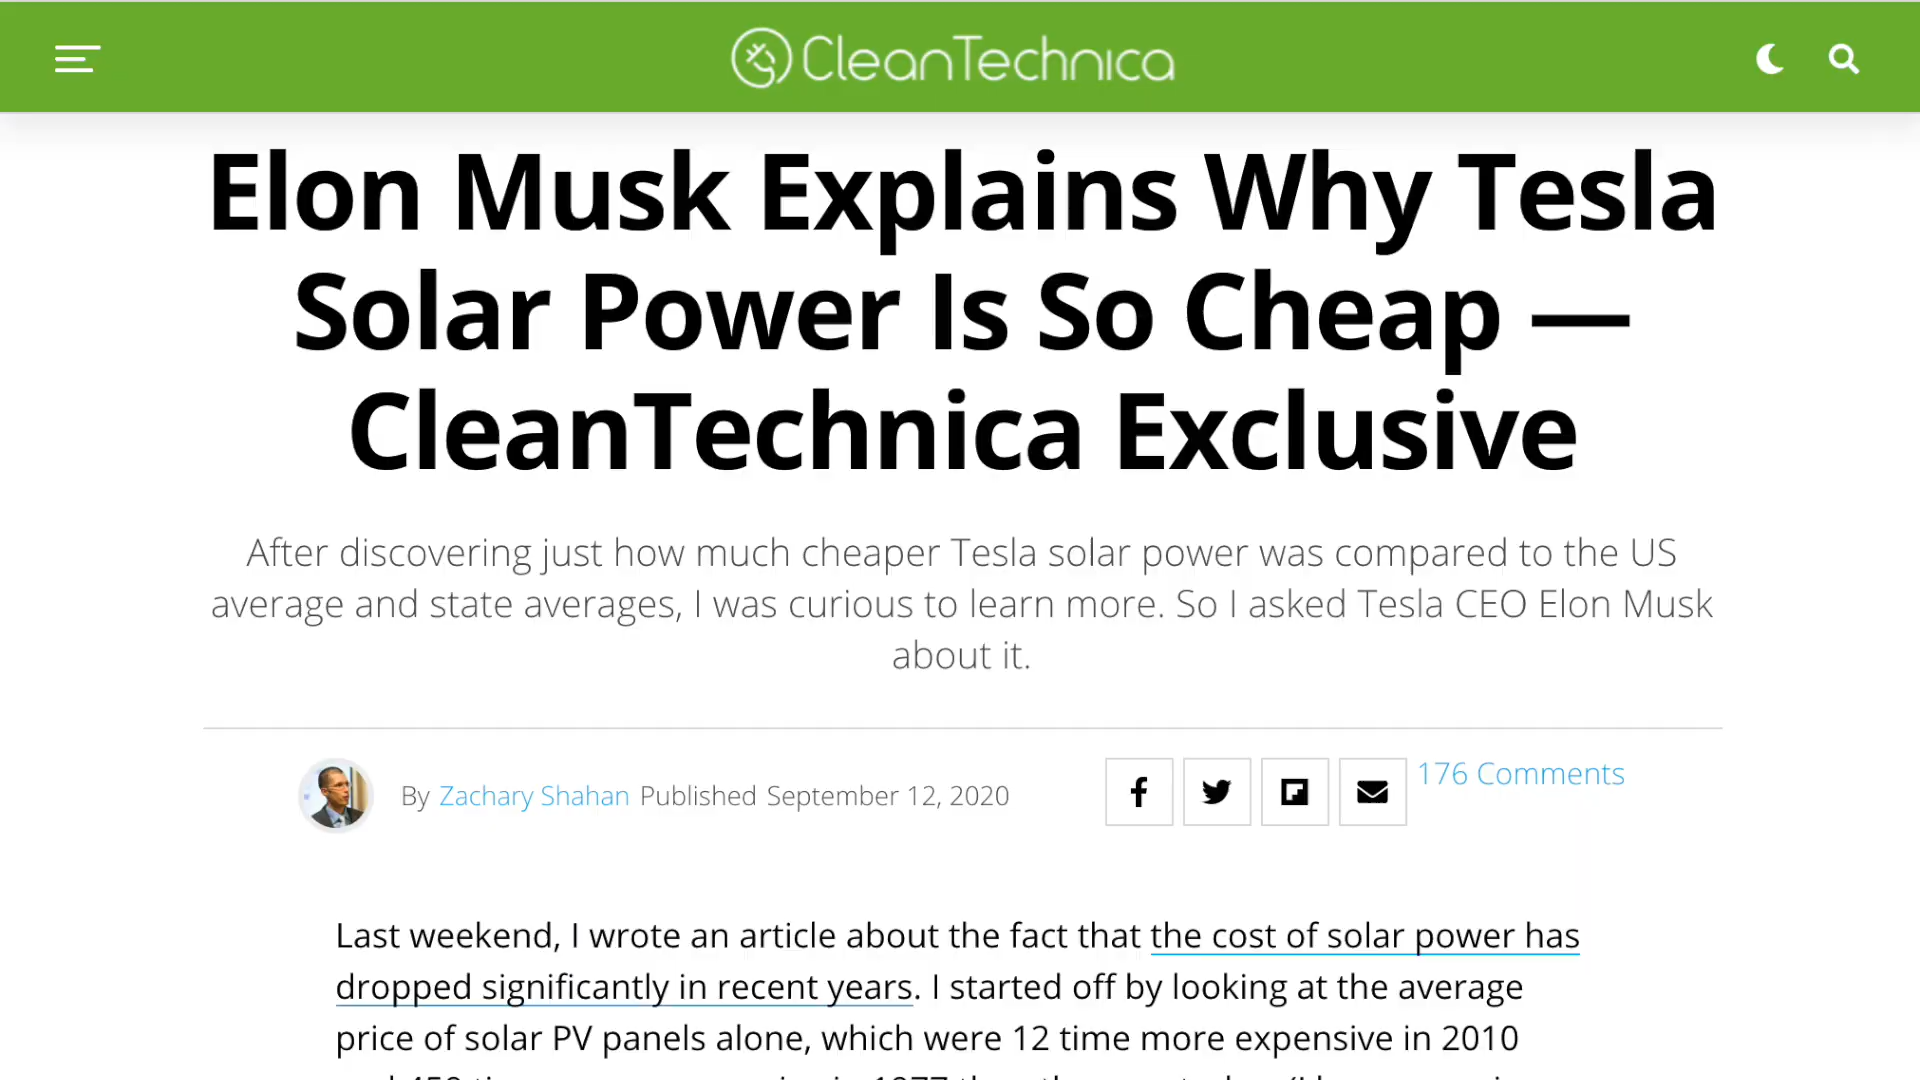 CleanTechnica
Elon Musk Explains Why Tesla
Solar Power Is So Cheap —
CleanTechnica Exclusive
After discovering just how much cheaper Tesla solar power was compared to the US
average and state averages, I was curious to learn more. So I asked Tesla CEO Elon Musk
about it.
By Zachary Shahan Published September 12, 2020
176 Comments
Last weekend, I wrote an article about the fact that the cost of solar power has
dropped significantly in recent years. I started off by looking at the average
price of solar PV panels alone, which were 12 time more expensive in 2010